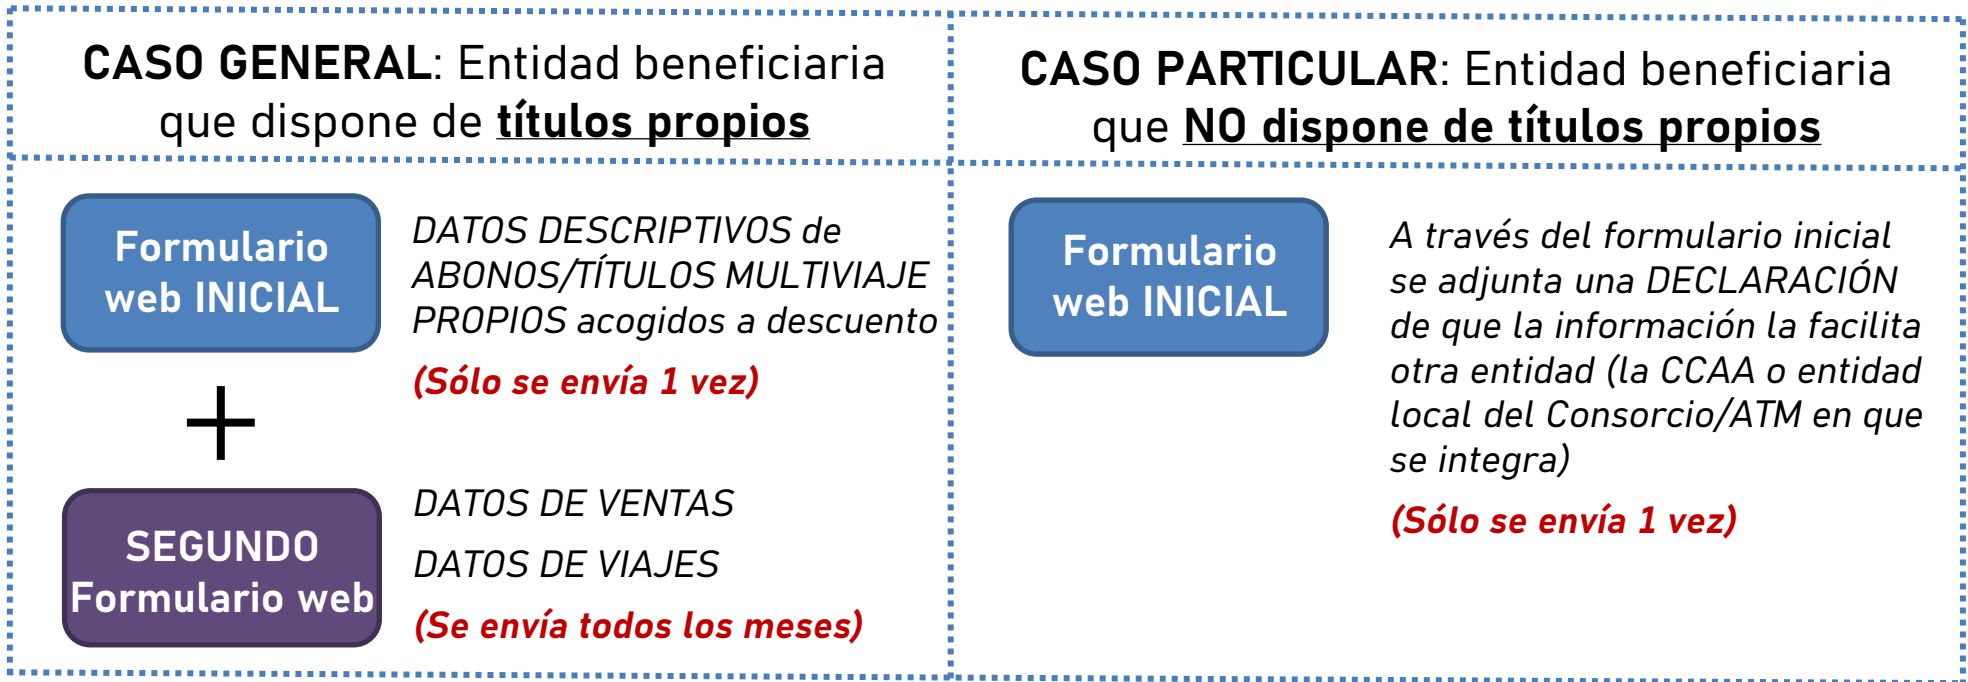 CASO GENERAL: Entidad beneficiaria
que dispone de títulos propios
Formulario
web INICIAL
DATOS DESCRIPTIVOS de
ABONOS/TÍTULOS MULTIVIAJE
PROPIOS acogidos a descuento
(Sólo se envía 1 vez)
+
SEGUNDO
Formulario web
DATOS DE VENTAS
DATOS DE VIAJES
(Se envía todos los meses)
CASO PARTICULAR: Entidad beneficiaria
que NO dispone de títulos propios
Formulario
web INICIAL
A través del formulario inicial
se adjunta una DECLARACIÓN
de que la información la facilita
otra entidad (la CCAA o entidad
local del Consorcio/ATM en que
se integra)
(Sólo se envía 1 vez)